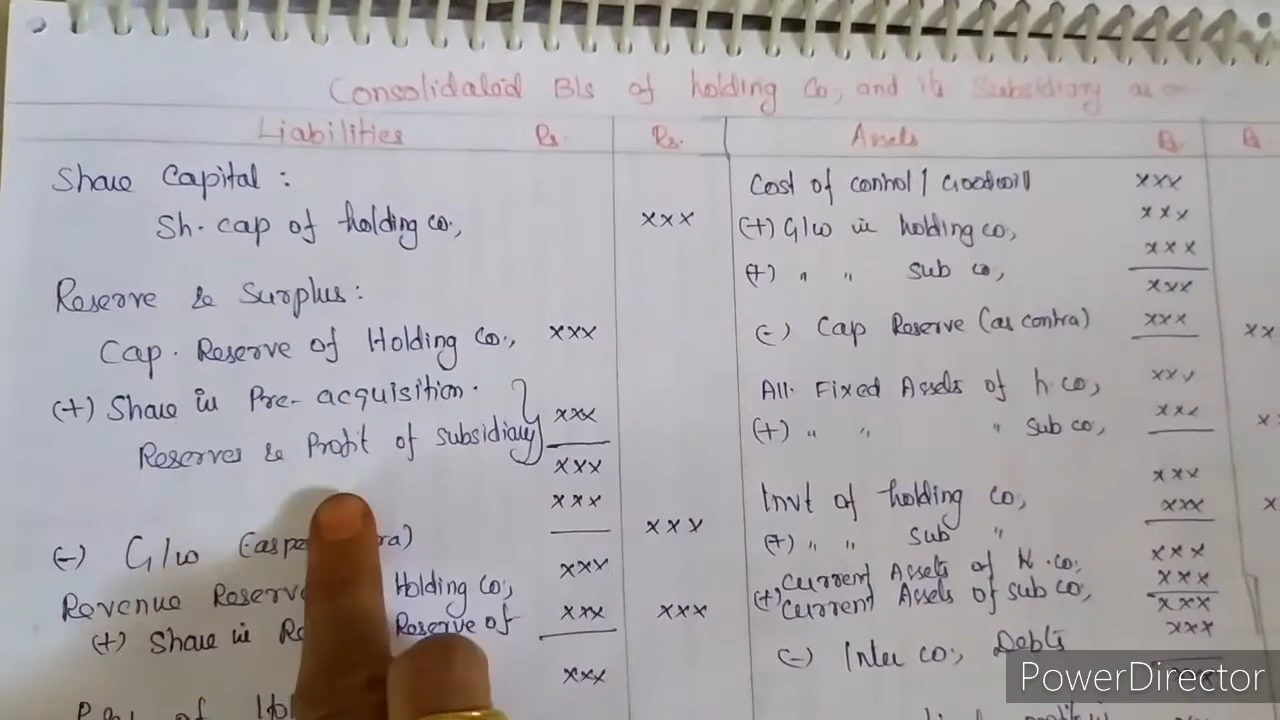 Consolidated B/s of holding Co, and its Subsidiary as on
Liabilities Rs. Rs. Assets Rs. Rs.
Share Capital :
Sh. cap of holding co., xxx
Reserve & Surplus :
Cap. Reserve of Holding Co., xxx
(+) Share in Pre-acquisition.
Reserves & Profit of subsidiary xxx
xxx
xxx
(-) G/w xxx
xxx
Revenue Holding Co,
(+) Share in Reserve of xxx xxx
xxx
Cost of control / Goodwill xxx
(+) G/w in holding co, xxx
(+) " " sub co, xxx
xxx
(-) Cap Reserve (as contra) xxx xx
All. Fixed Assets of h. co, xxx
(+) " " " sub co, xxx x
Invt of holding co, xxx
(+) " " sub " xxx x
Current Assets of H. co, xxx
(+) Current Assets of sub co, xxx
xxx
(-) Inter co., Debts xxx
PowerDirector